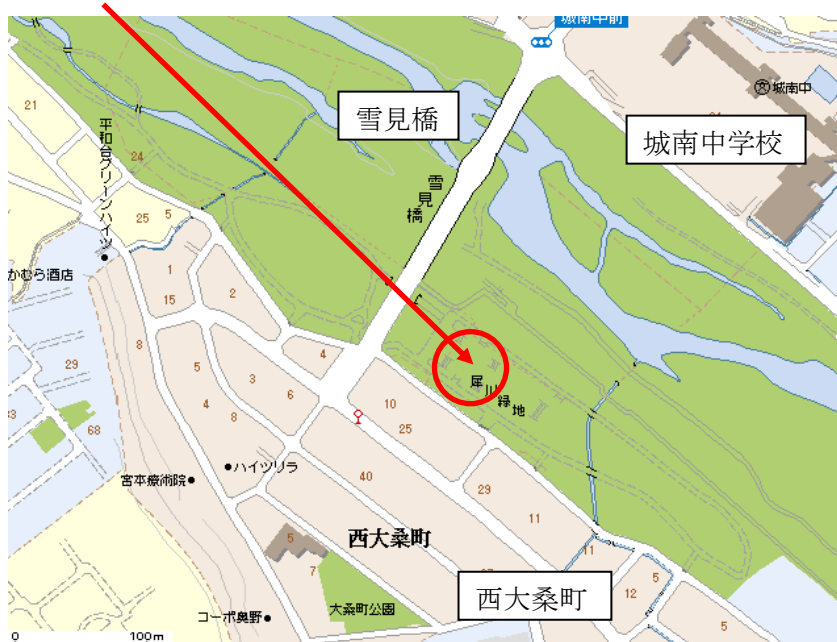 城南中前
21
雪見橋
城南中
城南中学校
平和台グリーンハイツ
24
雪見橋
25
5
かむら酒店
1
2
15
8
5
3
4
29
6
犀川緑地
4
8
10
25
68
ハイツリラ
40
29
宮本療術院
11
西大桑町
5
11
5
7
西大桑町
12
大桑町公園
コーポ奥野
5
0
100m